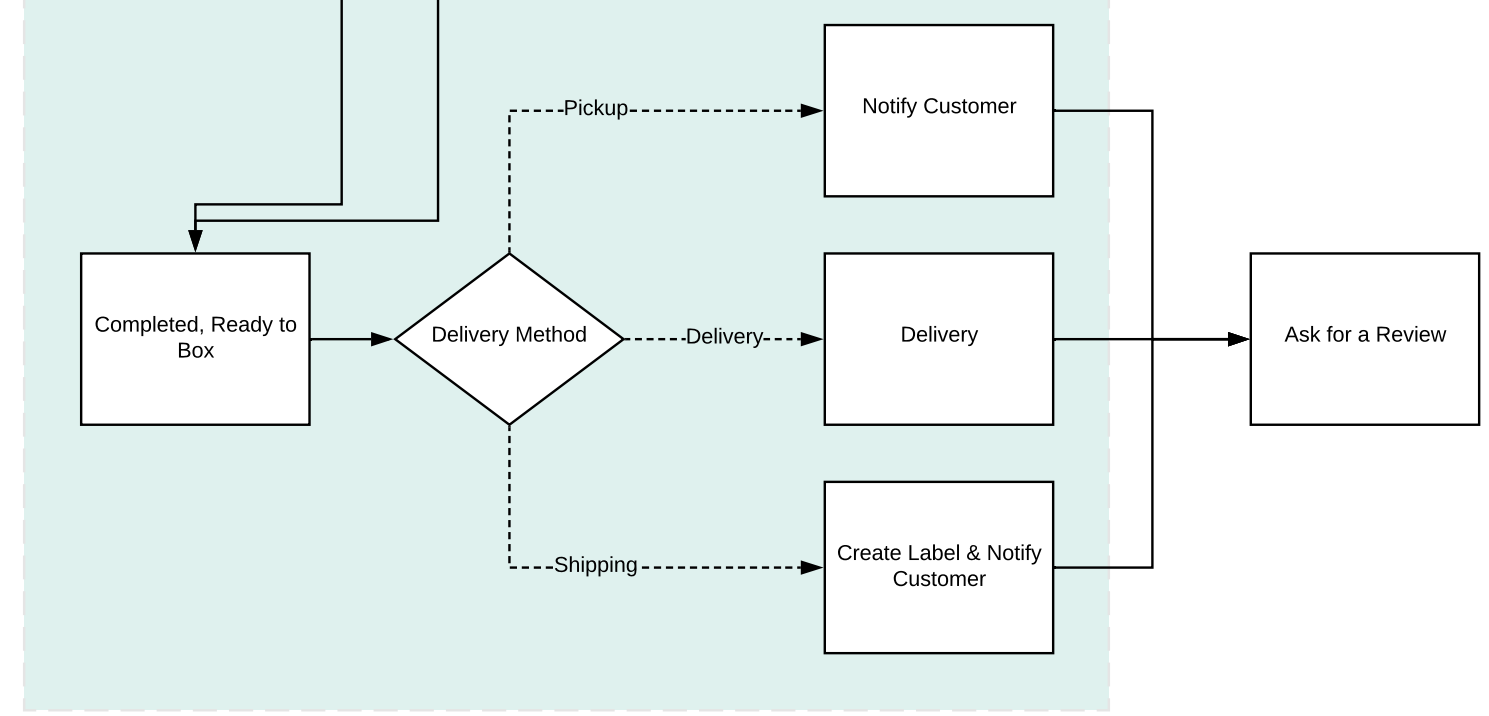 Pickup
Notify Customer
Completed, Ready to
Box
Delivery Method
Delivery
Delivery
Ask for a Review
Shipping
Create Label & Notify
Customer